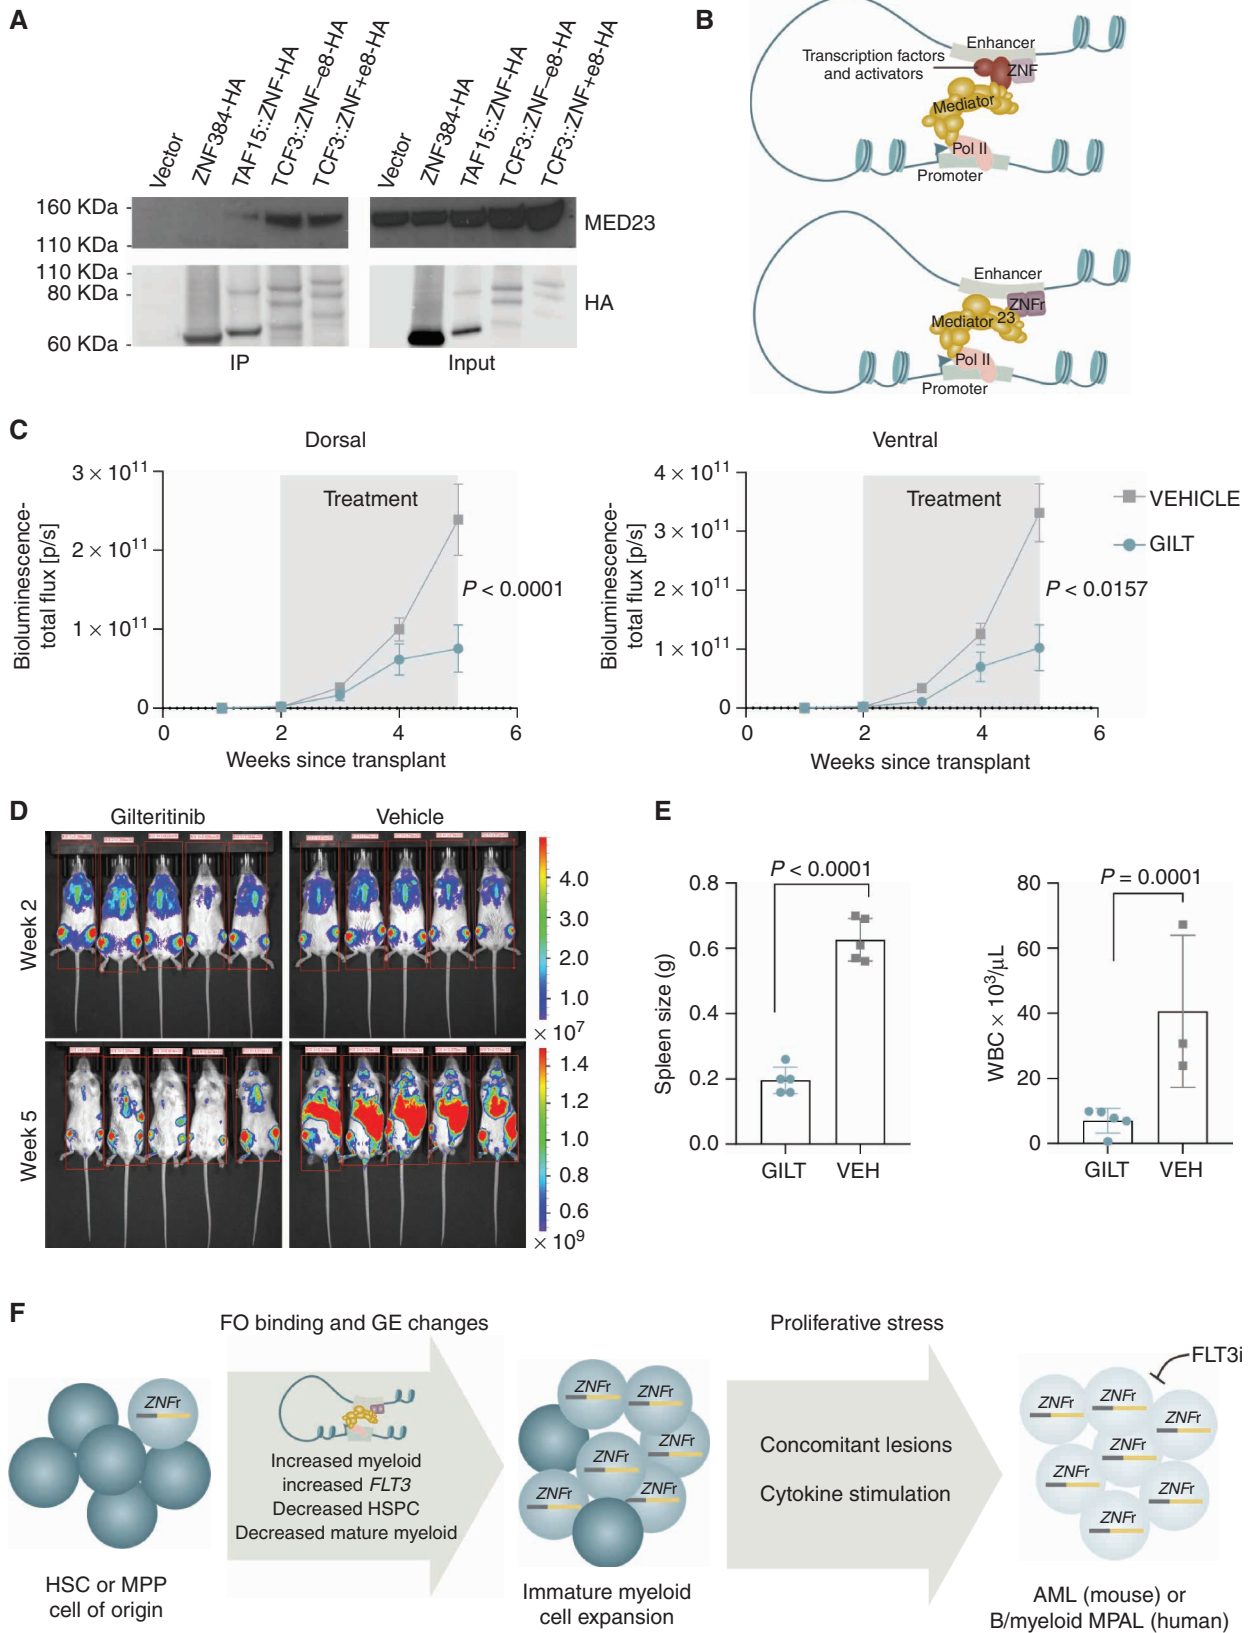 A
Vector
ZNF384-HA
TAF15::ZNF-HA
TCF3::ZNF–e8-HA
TCF3::ZNF+e8-HA
Vector
ZNF384-HA
TAF15::ZNF-HA
TCF3::ZNF–e8-HA
TCF3::ZNF+e8-HA
160 KDa -
110 KDa -
MED23
110 KDa -
80 KDa -
60 KDa -
HA
IP
Input
B
Enhancer
Transcription factors
and activators
ZNF
Mediator
Pol II
Promoter
Enhancer
ZNFr
Mediator 23
Pol II
Promoter
C
Dorsal
Bioluminescence-
total flux [p/s]
3 × 10¹¹
2 × 10¹¹
1 × 10¹¹
0
Treatment
P < 0.0001
0
2
4
6
Weeks since transplant
Ventral
Bioluminescence-
total flux [p/s]
4 × 10¹¹
3 × 10¹¹
2 × 10¹¹
1 × 10¹¹
0
Treatment
P < 0.0157
0
2
4
6
Weeks since transplant
VEHICLE
GILT
D
Gilteritinib
Vehicle
Week 2
4.0
3.0
2.0
1.0
× 10⁷
Week 5
1.4
1.2
1.0
0.8
0.6
× 10⁹
E
P < 0.0001
Spleen size (g)
0.8
0.6
0.4
0.2
0.0
GILT
VEH
P = 0.0001
WBC × 10³/μL
80
60
40
20
0
GILT
VEH
F
FO binding and GE changes
Proliferative stress
FLT3i
ZNFr
Increased myeloid
increased FLT3
Decreased HSPC
Decreased mature myeloid
ZNFr
ZNFr
ZNFr
ZNFr
ZNFr
ZNFr
Concomitant lesions
Cytokine stimulation
ZNFr
ZNFr
ZNFr
ZNFr
ZNFr
ZNFr
ZNFr
HSC or MPP
cell of origin
Immature myeloid
cell expansion
AML (mouse) or
B/myeloid MPAL (human)